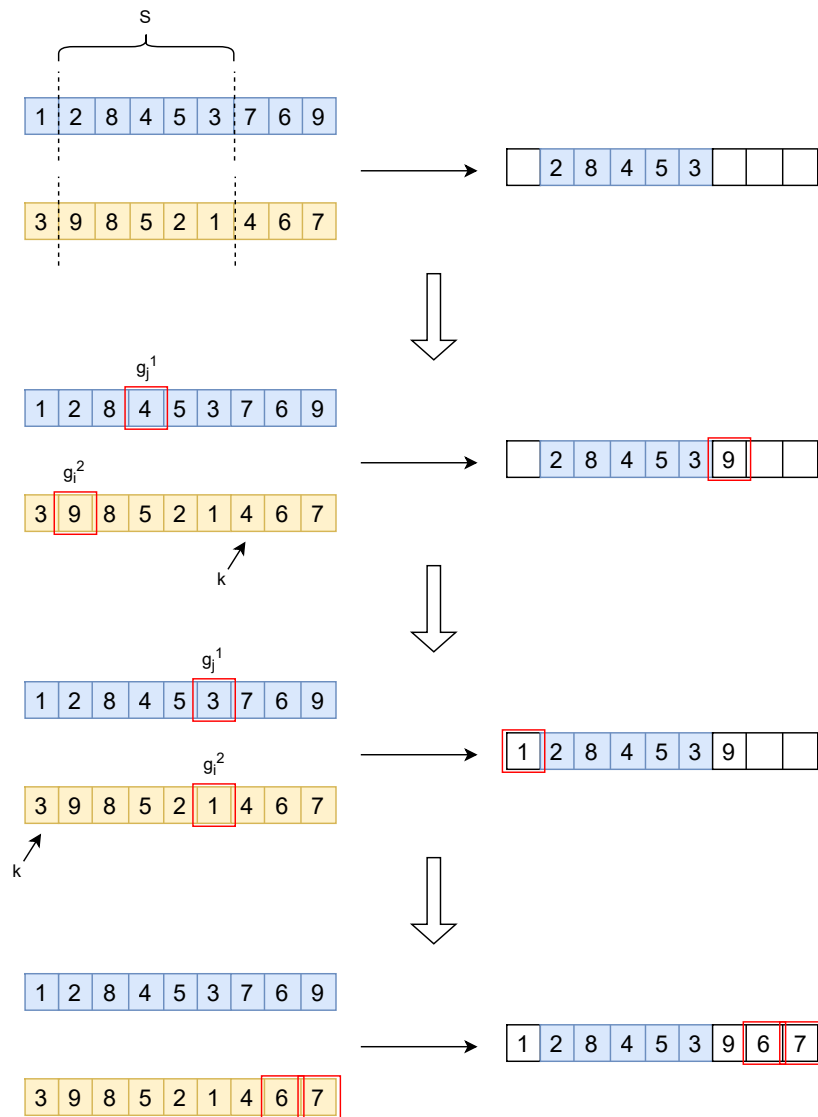 S
1 2 8 4 5 3 7 6 9
2 8 4 5 3
3 9 8 5 2 1 4 6 7
g_j^1
1 2 8 4 5 3 7 6 9
2 8 4 5 3 9
g_i^2
3 9 8 5 2 1 4 6 7
k
g_j^1
1 2 8 4 5 3 7 6 9
1 2 8 4 5 3 9
g_i^2
3 9 8 5 2 1 4 6 7
k
1 2 8 4 5 3 7 6 9
1 2 8 4 5 3 9 6 7
3 9 8 5 2 1 4 6 7